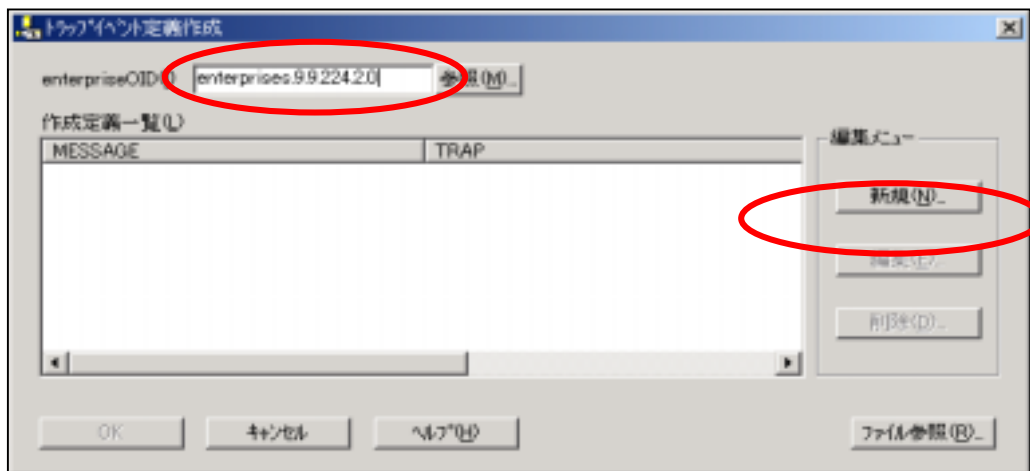 トラップイベント定義作成
enterpriseOID(I) enterprises.9.9.224.2.0 参照(M)...
作成定義一覧(L)
MESSAGE TRAP
編集メニュー
新規(N)...
編集(E)...
削除(D)...
OK キャンセル ヘルプ(H) ファイル参照(R)...